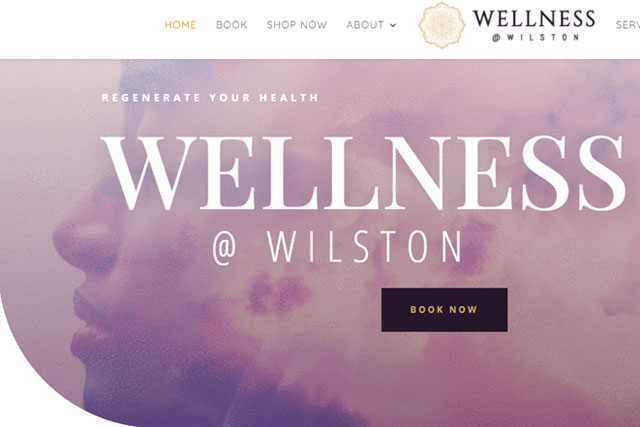 HOME BOOK SHOP NOW ABOUT WELLNESS SERV
@WILSTON
REGENERATE YOUR HEALTH
WELLNESS
@ WILSTON
BOOK NOW